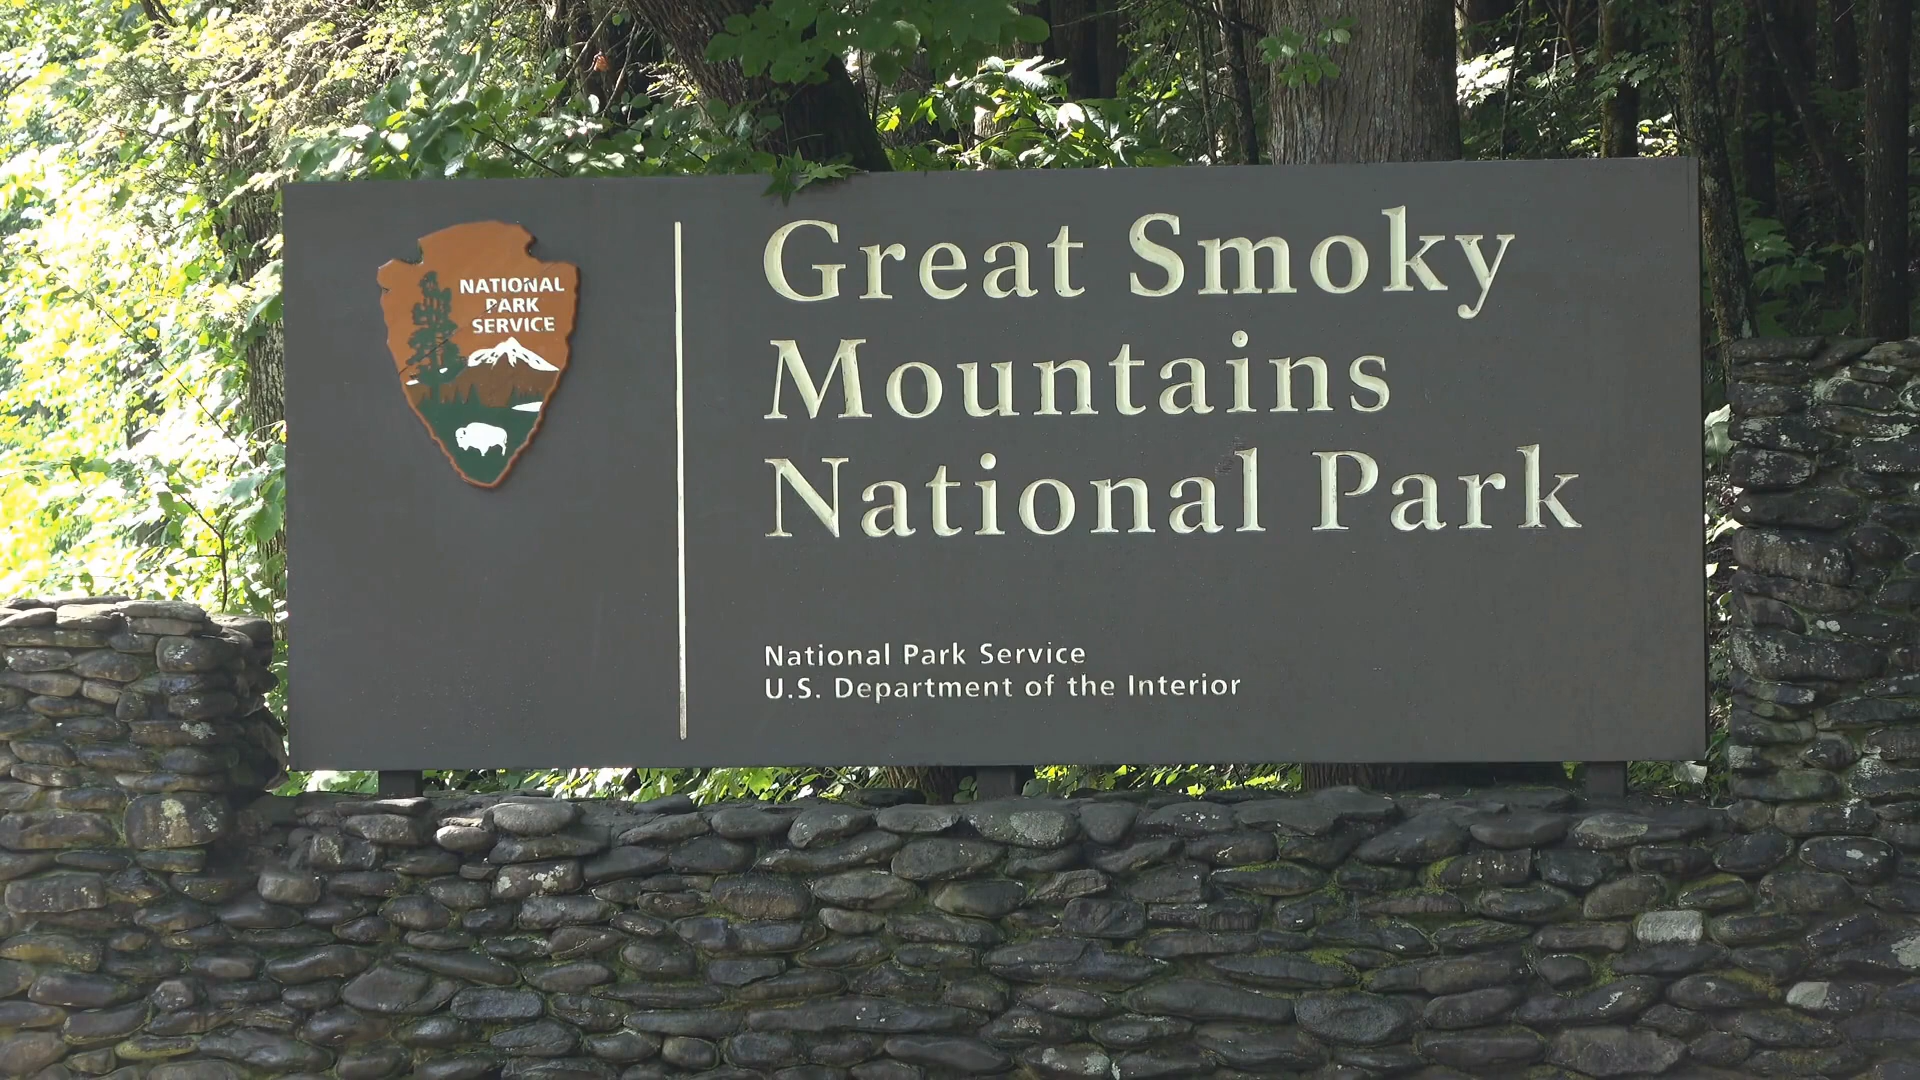 NATIONAL
PARK
SERVICE
Great Smoky
Mountains
National Park
National Park Service
U.S. Department of the Interior